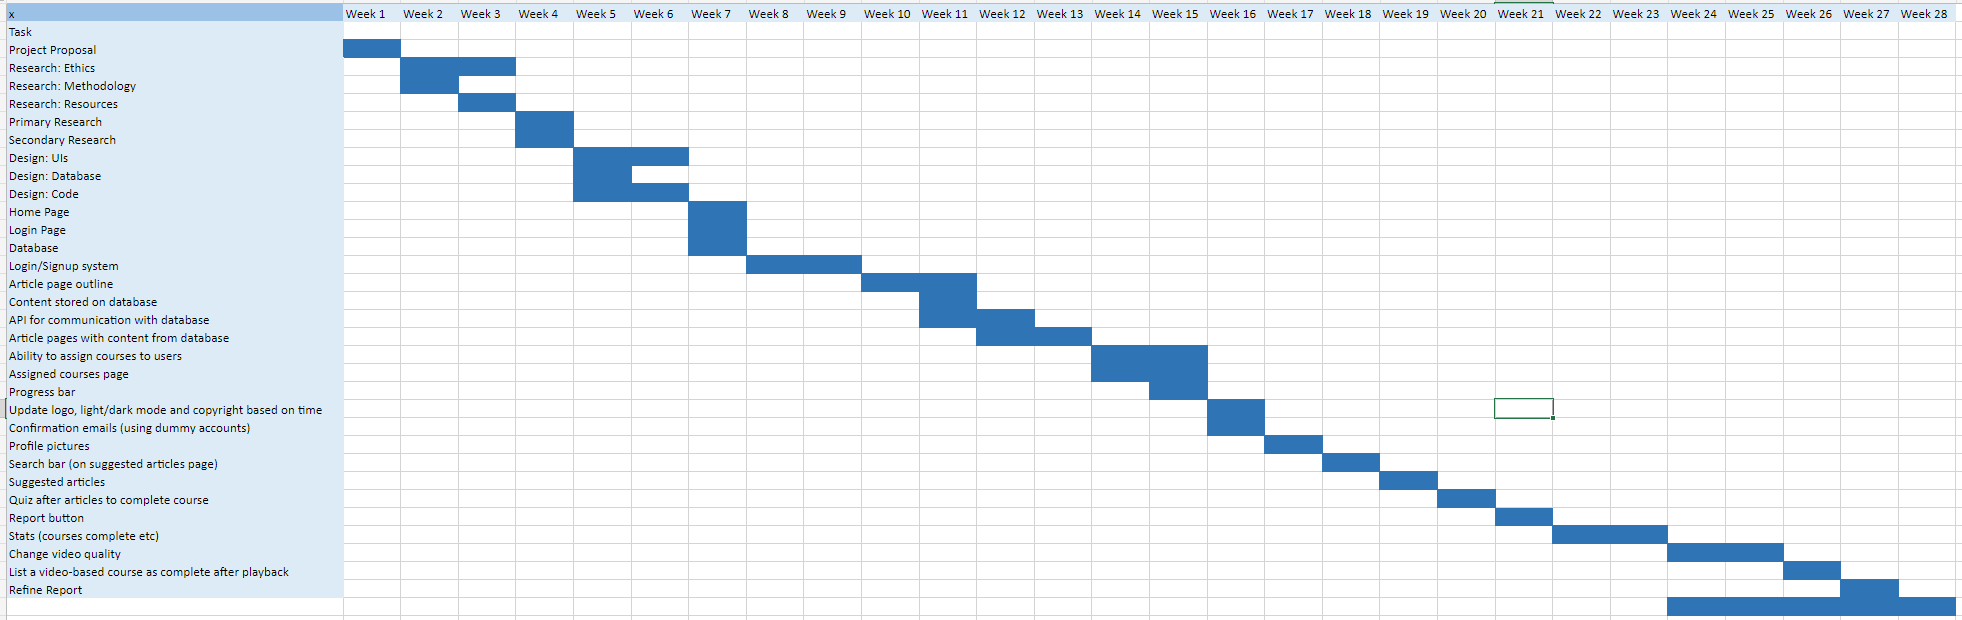 x Week 1 Week 2 Week 3 Week 4 Week 5 Week 6 Week 7 Week 8 Week 9 Week 10 Week 11 Week 12 Week 13 Week 14 Week 15 Week 16 Week 17 Week 18 Week 19 Week 20 Week 21 Week 22 Week 23 Week 24 Week 25 Week 26 Week 27 Week 28
Task
Project Proposal
Research: Ethics
Research: Methodology
Research: Resources
Primary Research
Secondary Research
Design: UIs
Design: Database
Design: Code
Home Page
Login Page
Database
Login/Signup system
Article page outline
Content stored on database
API for communication with database
Article pages with content from database
Ability to assign courses to users
Assigned courses page
Progress bar
Update logo, light/dark mode and copyright based on time
Confirmation emails (using dummy accounts)
Profile pictures
Search bar (on suggested articles page)
Suggested articles
Quiz after articles to complete course
Report button
Stats (courses complete etc)
Change video quality
List a video-based course as complete after playback
Refine Report